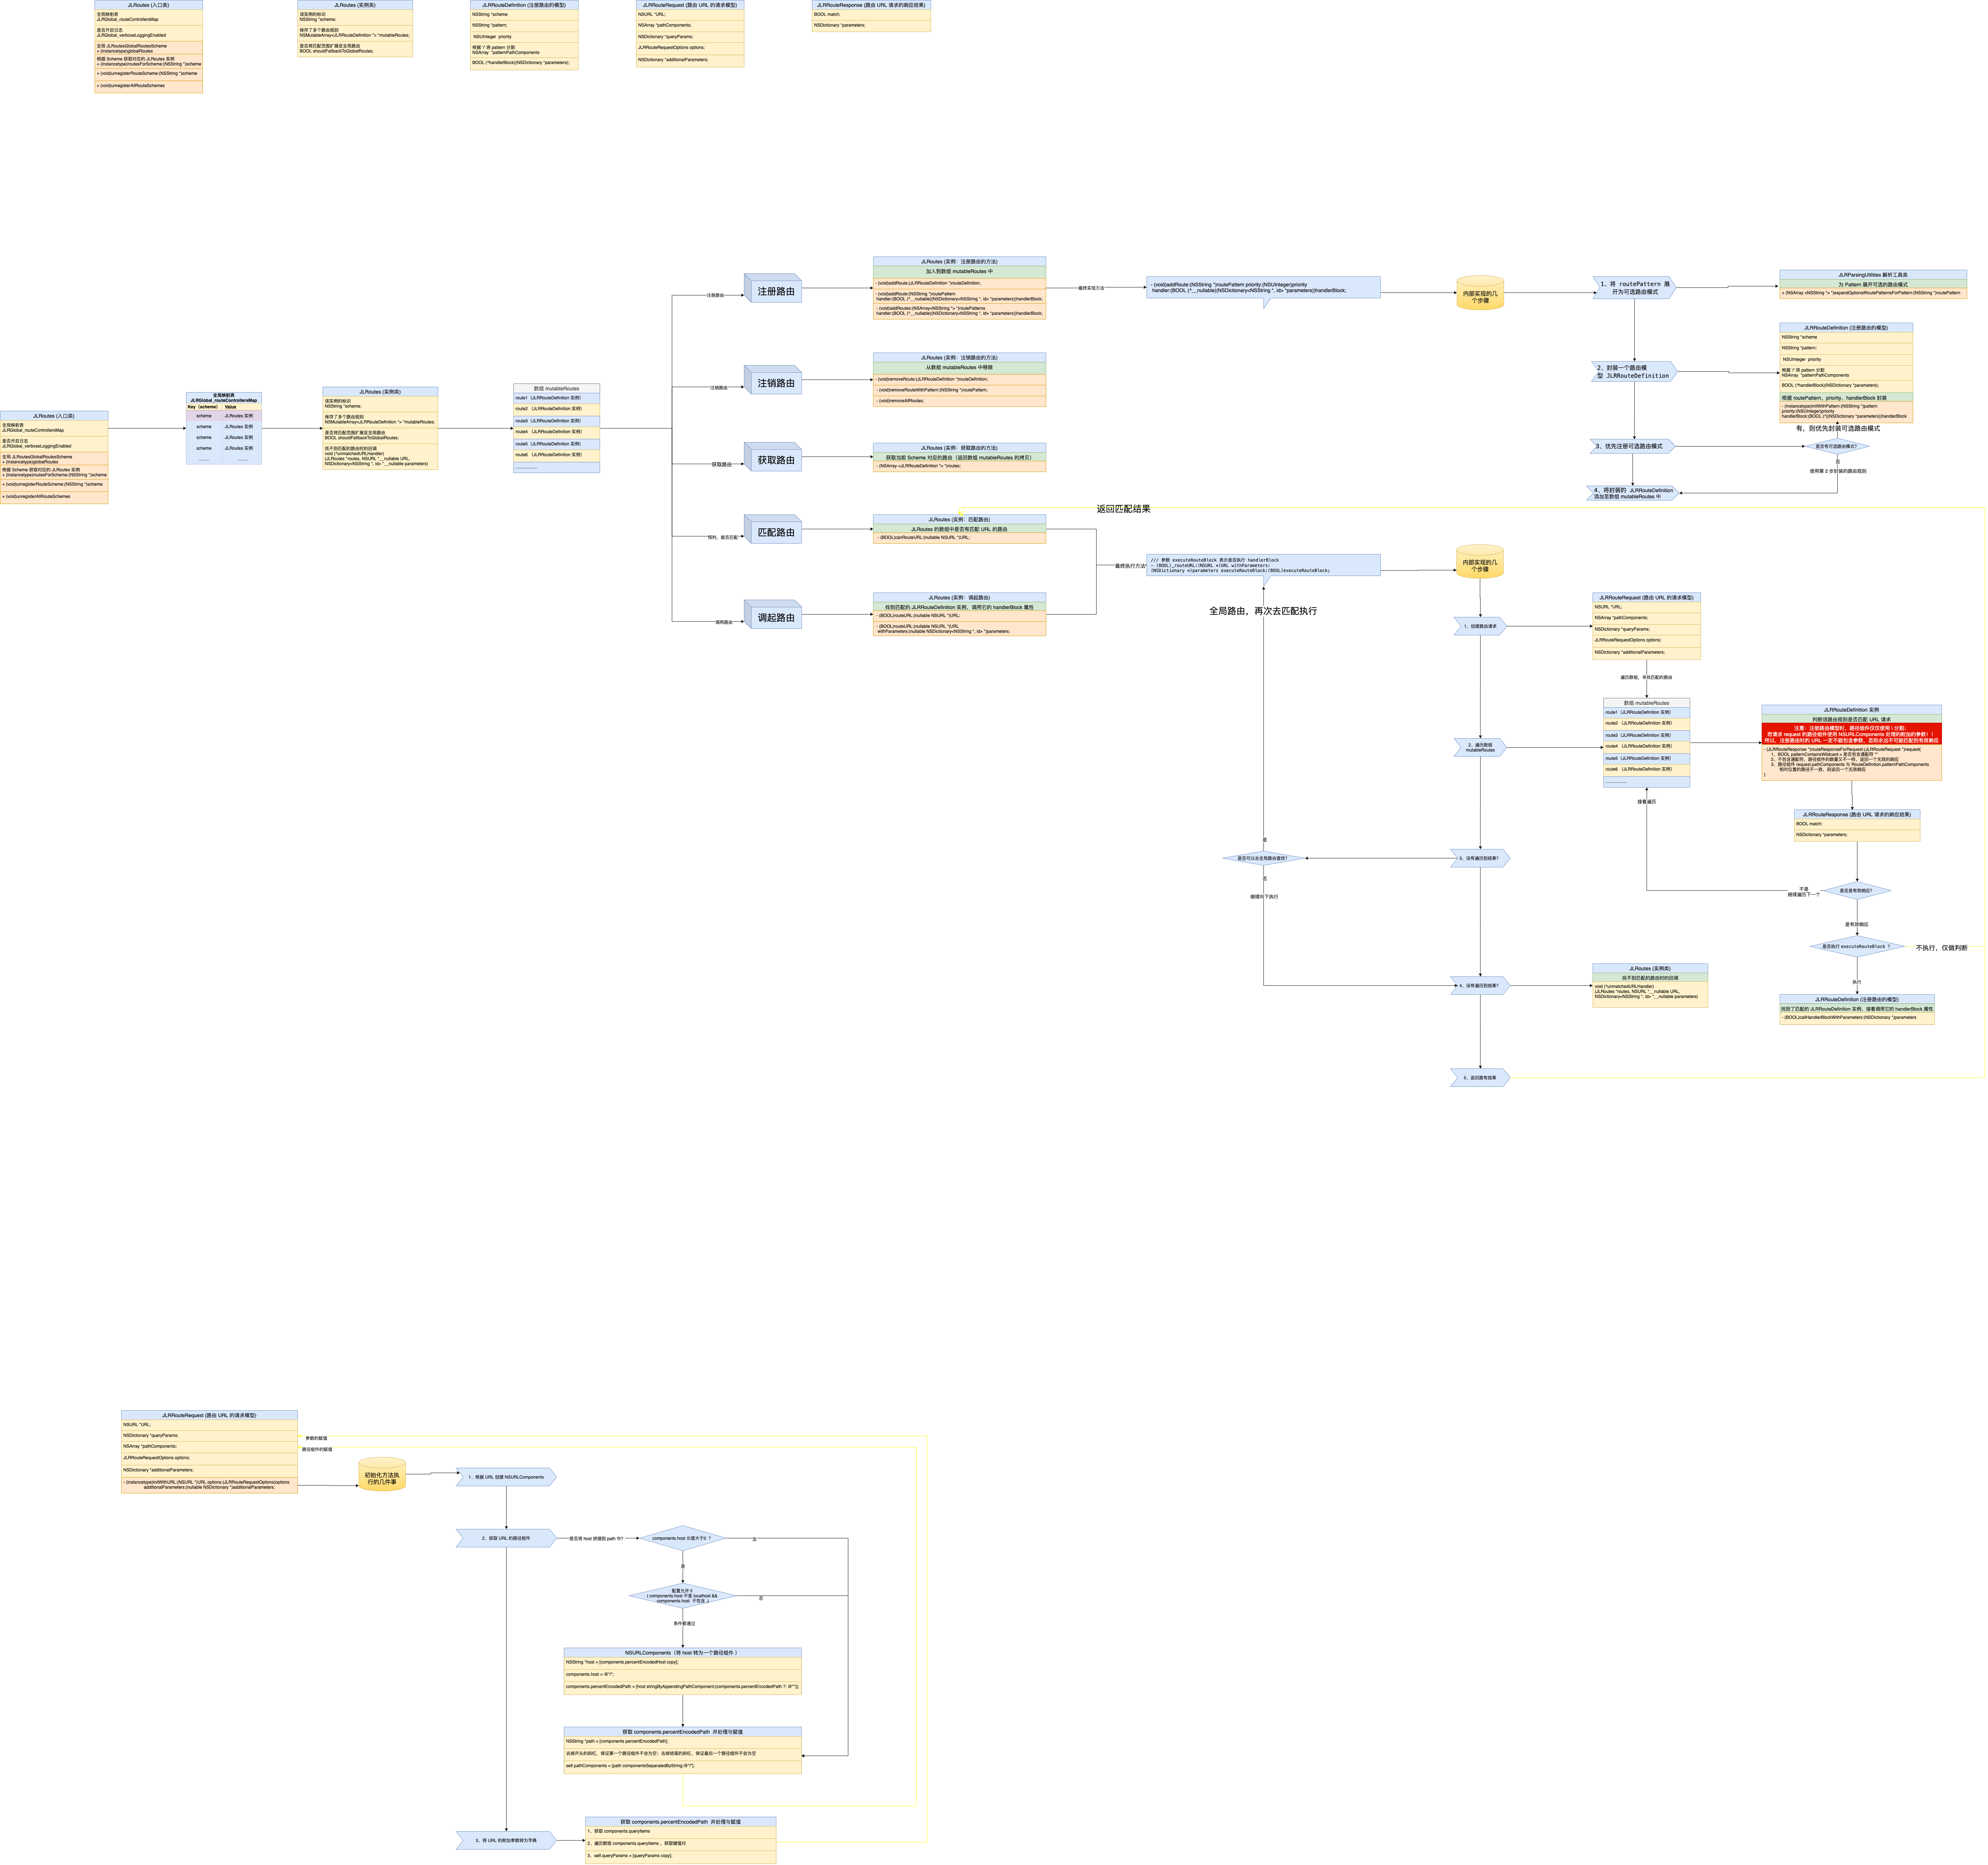 JLRoutes (入口类)
全局映射表
JLRGlobal_routeControllersMap
是否开启日志
JLRGlobal_verboseLoggingEnabled
全局 JLRoutesGlobalRoutesScheme
+ (instancetype)globalRoutes
根据 Scheme 获取对应的 JLRoutes 实例
+ (instancetype)routesForScheme:(NSString *)scheme
+ (void)unregisterRouteScheme:(NSString *)scheme
+ (void)unregisterAllRouteSchemes
JLRoutes (实例类)
该实例的标识
NSString *scheme;
保存了多个路由规则
NSMutableArray<JLRRouteDefinition *> *mutableRoutes;
是否将匹配范围扩展至全局路由
BOOL shouldFallbackToGlobalRoutes;
JLRRouteDefinition (注册路由的模型)
NSString *scheme
NSString *pattern;
NSUInteger priority
根据 '/' 将 pattern 分割
NSArray *patternPathComponents
BOOL (^handlerBlock)(NSDictionary *parameters);
JLRRouteRequest (路由 URL 的请求模型)
NSURL *URL;
NSArray *pathComponents;
NSDictionary *queryParams;
JLRRouteRequestOptions options;
NSDictionary *additionalParameters;
JLRRouteResponse (路由 URL 请求的响应结果)
BOOL match;
NSDictionary *parameters;
JLRoutes (入口类)
全局映射表
JLRGlobal_routeControllersMap
是否开启日志
JLRGlobal_verboseLoggingEnabled
全局 JLRoutesGlobalRoutesScheme
+ (instancetype)globalRoutes
根据 Scheme 获取对应的 JLRoutes 实例
+ (instancetype)routesForScheme:(NSString *)scheme
+ (void)unregisterRouteScheme:(NSString *)scheme
+ (void)unregisterAllRouteSchemes
全局映射表
JLRGlobal_routeControllersMap
Key（scheme） Value
scheme JLRoutes 实例
scheme JLRoutes 实例
scheme JLRoutes 实例
scheme JLRoutes 实例
........ ........
JLRoutes (实例类)
该实例的标识
NSString *scheme;
保存了多个路由规则
NSMutableArray<JLRRouteDefinition *> *mutableRoutes;
是否将匹配范围扩展至全局路由
BOOL shouldFallbackToGlobalRoutes;
找不到匹配的路由时的回调
void (^unmatchedURLHandler)
(JLRoutes *routes, NSURL *__nullable URL,
NSDictionary<NSString *, id> *__nullable parameters)
数组 mutableRoutes
route1（JLRRouteDefinition 实例）
route2 （JLRRouteDefinition 实例）
route3（JLRRouteDefinition 实例）
route4 （JLRRouteDefinition 实例）
route5（JLRRouteDefinition 实例）
route6 （JLRRouteDefinition 实例）
....................
注册路由
注销路由
获取路由
预判，能否匹配
调用路由
注册路由
注销路由
获取路由
匹配路由
调起路由
JLRoutes (实例：注册路由的方法)
加入到数组 mutableRoutes 中
- (void)addRoute:(JLRRouteDefinition *)routeDefinition;
- (void)addRoute:(NSString *)routePattern
handler:(BOOL (^__nullable)(NSDictionary<NSString *, id> *parameters))handlerBlock;
- (void)addRoutes:(NSArray<NSString *> *)routePatterns
handler:(BOOL (^__nullable)(NSDictionary<NSString *, id> *parameters))handlerBlock;
JLRoutes (实例：注销路由的方法)
从数组 mutableRoutes 中移除
- (void)removeRoute:(JLRRouteDefinition *)routeDefinition;
- (void)removeRouteWithPattern:(NSString *)routePattern;
- (void)removeAllRoutes;
JLRoutes (实例：获取路由的方法)
获取当前 Scheme 对应的路由（返回数组 mutableRoutes 的拷贝）
- (NSArray <JLRRouteDefinition *> *)routes;
JLRoutes (实例：匹配路由)
JLRoutes 的数组中是否有匹配 URL 的路由
- (BOOL)canRouteURL:(nullable NSURL *)URL;
JLRoutes (实例：调起路由)
找到匹配的 JLRRouteDefinition 实例，调用它的 handlerBlock 属性
- (BOOL)routeURL:(nullable NSURL *)URL;
- (BOOL)routeURL:(nullable NSURL *)URL
withParameters:(nullable NSDictionary<NSString *, id> *)parameters;
最终实现方法
- (void)addRoute:(NSString *)routePattern priority:(NSUInteger)priority
handler:(BOOL (^__nullable)(NSDictionary<NSString *, id> *parameters))handlerBlock;
内部实现的几
个步骤
1、将 routePattern 展
开为可选路由模式
JLRParsingUtilities 解析工具类
为 Pattern 展开可选的路由模式
+ (NSArray <NSString *> *)expandOptionalRoutePatternsForPattern:(NSString *)routePattern
2、封装一个路由模
型 JLRRouteDefinition
JLRRouteDefinition (注册路由的模型)
NSString *scheme
NSString *pattern;
NSUInteger priority
根据 '/' 将 pattern 分割
NSArray *patternPathComponents
BOOL (^handlerBlock)(NSDictionary *parameters);
根据 routePattern、priority、handlerBlock 封装
- (instancetype)initWithPattern:(NSString *)pattern
priority:(NSUInteger)priority
handlerBlock:(BOOL (^)(NSDictionary *parameters))handlerBlock
有，则优先封装可选路由模式
3、优先注册可选路由模式
是否有可选路由模式?
否
使用第 2 步封装的路由规则
4、将封装的 JLRRouteDefinition
添加至数组 mutableRoutes 中
返回匹配结果
最终执行方法
/// 参数 executeRouteBlock 表示是否执行 handlerBlock
- (BOOL)_routeURL:(NSURL *)URL withParameters:
(NSDictionary *)parameters executeRouteBlock:(BOOL)executeRouteBlock;
内部实现的几
个步骤
全局路由，再次去匹配执行
1、创建路由请求
JLRRouteRequest (路由 URL 的请求模型)
NSURL *URL;
NSArray *pathComponents;
NSDictionary *queryParams;
JLRRouteRequestOptions options;
NSDictionary *additionalParameters;
遍历数组，寻找匹配的路由
2、遍历数组
mutableRoutes
数组 mutableRoutes
route1（JLRRouteDefinition 实例）
route2 （JLRRouteDefinition 实例）
route3（JLRRouteDefinition 实例）
route4 （JLRRouteDefinition 实例）
route5（JLRRouteDefinition 实例）
route6 （JLRRouteDefinition 实例）
....................
接着遍历
JLRRouteDefinition 实例
判断该路由规则是否匹配 URL 请求
注意：注册路由模型时，路径组件仅仅使用 \ 分割；
而请求 request 的路径组件使用 NSURLComponents 处理的附加的参数！（
所以，注册路由时的 URL 一定不能包含参数，否则永远不可能匹配到有效响应
- (JLRRouteResponse *)routeResponseForRequest:(JLRRouteRequest *)request{
1、BOOL patternContainsWildcard = 是否包含通配符 '*'
2、不包含通配符，路径组件的数量又不一样，返回一个无效的响应
3、路径组件 request.pathComponents 与 RouteDefinition.patternPathComponents
相对位置的路径不一致，则返回一个无效响应
}
JLRRouteResponse (路由 URL 请求的响应结果)
BOOL match;
NSDictionary *parameters;
是
是否可以去全局路由查找?
3、没有遍历到结果？
否
继续向下执行
不是
继续遍历下一个
是否是有效响应?
是有效响应
是否执行 executeRouteBlock ？
不执行，仅做判断
执行
4、没有遍历到结果？
JLRoutes (实例类)
找不到匹配的路由时的回调
void (^unmatchedURLHandler)
(JLRoutes *routes, NSURL *__nullable URL,
NSDictionary<NSString *, id> *__nullable parameters)
JLRRouteDefinition (注册路由的模型)
找到了匹配的 JLRRouteDefinition 实例，接着调用它的 handlerBlock 属性
- (BOOL)callHandlerBlockWithParameters:(NSDictionary *)parameters
5、返回路有结果
JLRRouteRequest (路由 URL 的请求模型)
NSURL *URL;
NSDictionary *queryParams;
NSArray *pathComponents;
JLRRouteRequestOptions options;
NSDictionary *additionalParameters;
- (instancetype)initWithURL:(NSURL *)URL options:(JLRRouteRequestOptions)options
additionalParameters:(nullable NSDictionary *)additionalParameters;
参数的赋值
路径组件的赋值
初始化方法执
行的几件事
1、根据 URL 创建 NSURLComponents
2、获取 URL 的路径组件
是否将 host 拼接到 path 中?
components.host 长度大于0 ？
否
是
配置允许 ||
( components.host 不是 localhost &&
components.host 不包含 .)
否
条件都通过
NSURLComponents（将 host 转为一个路径组件 ）
NSString *host = [components.percentEncodedHost copy];
components.host = @"/";
components.percentEncodedPath = [host stringByAppendingPathComponent:(components.percentEncodedPath ?: @"")];
获取 components.percentEncodedPath 并处理与赋值
NSString *path = [components percentEncodedPath];
去掉开头的斜杠，保证第一个路径组件不会为空；去掉结尾的斜杠，保证最后一个路径组件不会为空
self.pathComponents = [path componentsSeparatedByString:@"/"];
3、将 URL 的附加参数转为字典
获取 components.percentEncodedPath 并处理与赋值
1、获取 components.queryItems
2、遍历数组 components.queryItems ，获取键值对
3、self.queryParams = [queryParams copy];